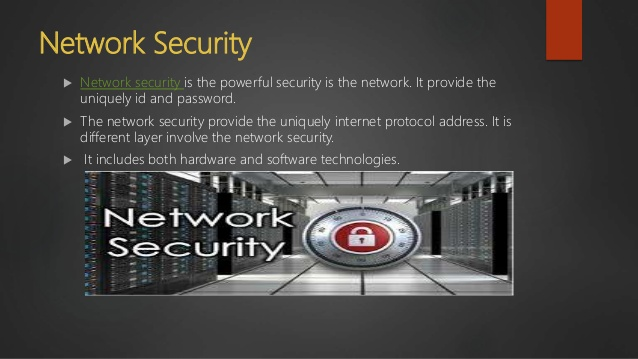 Network Security
Network security is the powerful security is the network. It provide the
uniquely id and password.
The network security provide the uniquely internet protocol address. It is
different layer involve the network security.
It includes both hardware and software technologies.
Network
Security